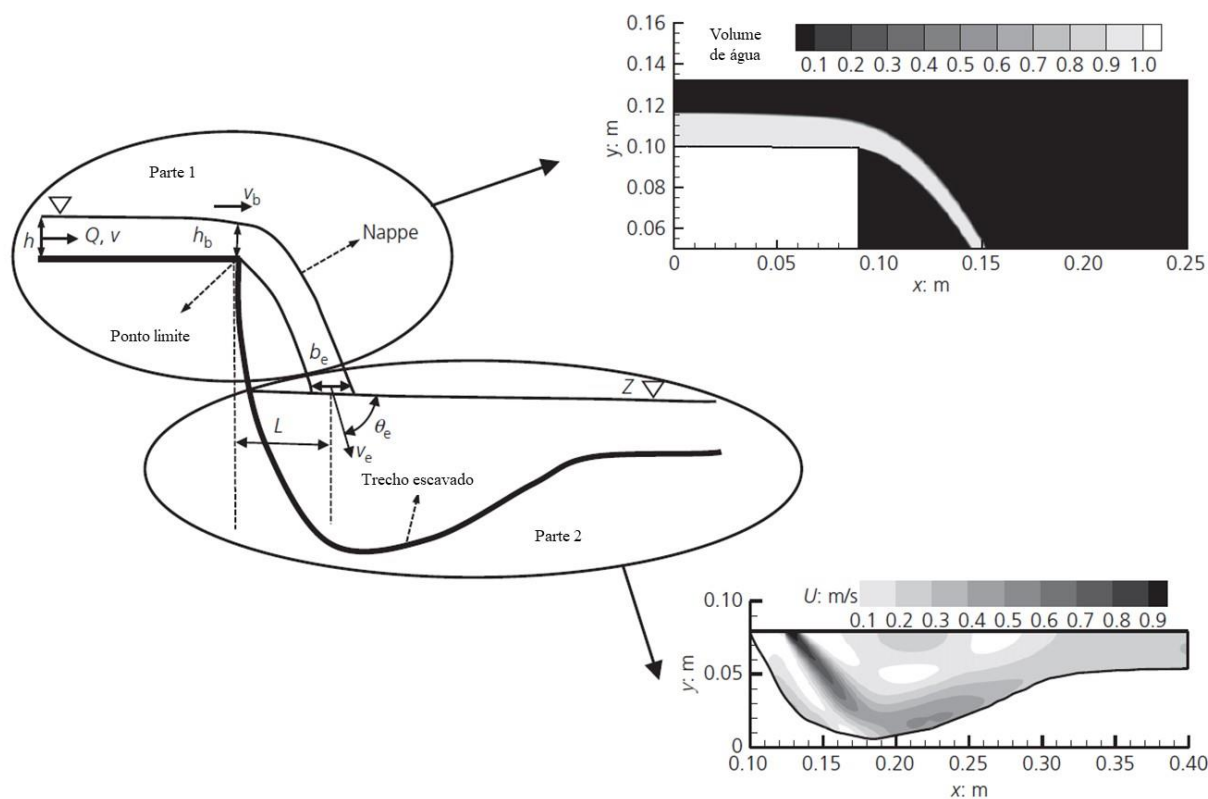 Parte 1
v_b
h
Q, v
h_b
Nappe
Ponto limite
b_e
L
θ_e
v_e
Z
Trecho escavado
Parte 2
Volume
de água
0.1 0.2 0.3 0.4 0.5 0.6 0.7 0.8 0.9 1.0
0.16
0.14
0.12
0.10
0.08
0.06
y: m
0 0.05 0.10 0.15 0.20 0.25
x: m
U: m/s
0.1 0.2 0.3 0.4 0.5 0.6 0.7 0.8 0.9
0.10
0.05
0
y: m
0.10 0.15 0.20 0.25 0.30 0.35 0.40
x: m